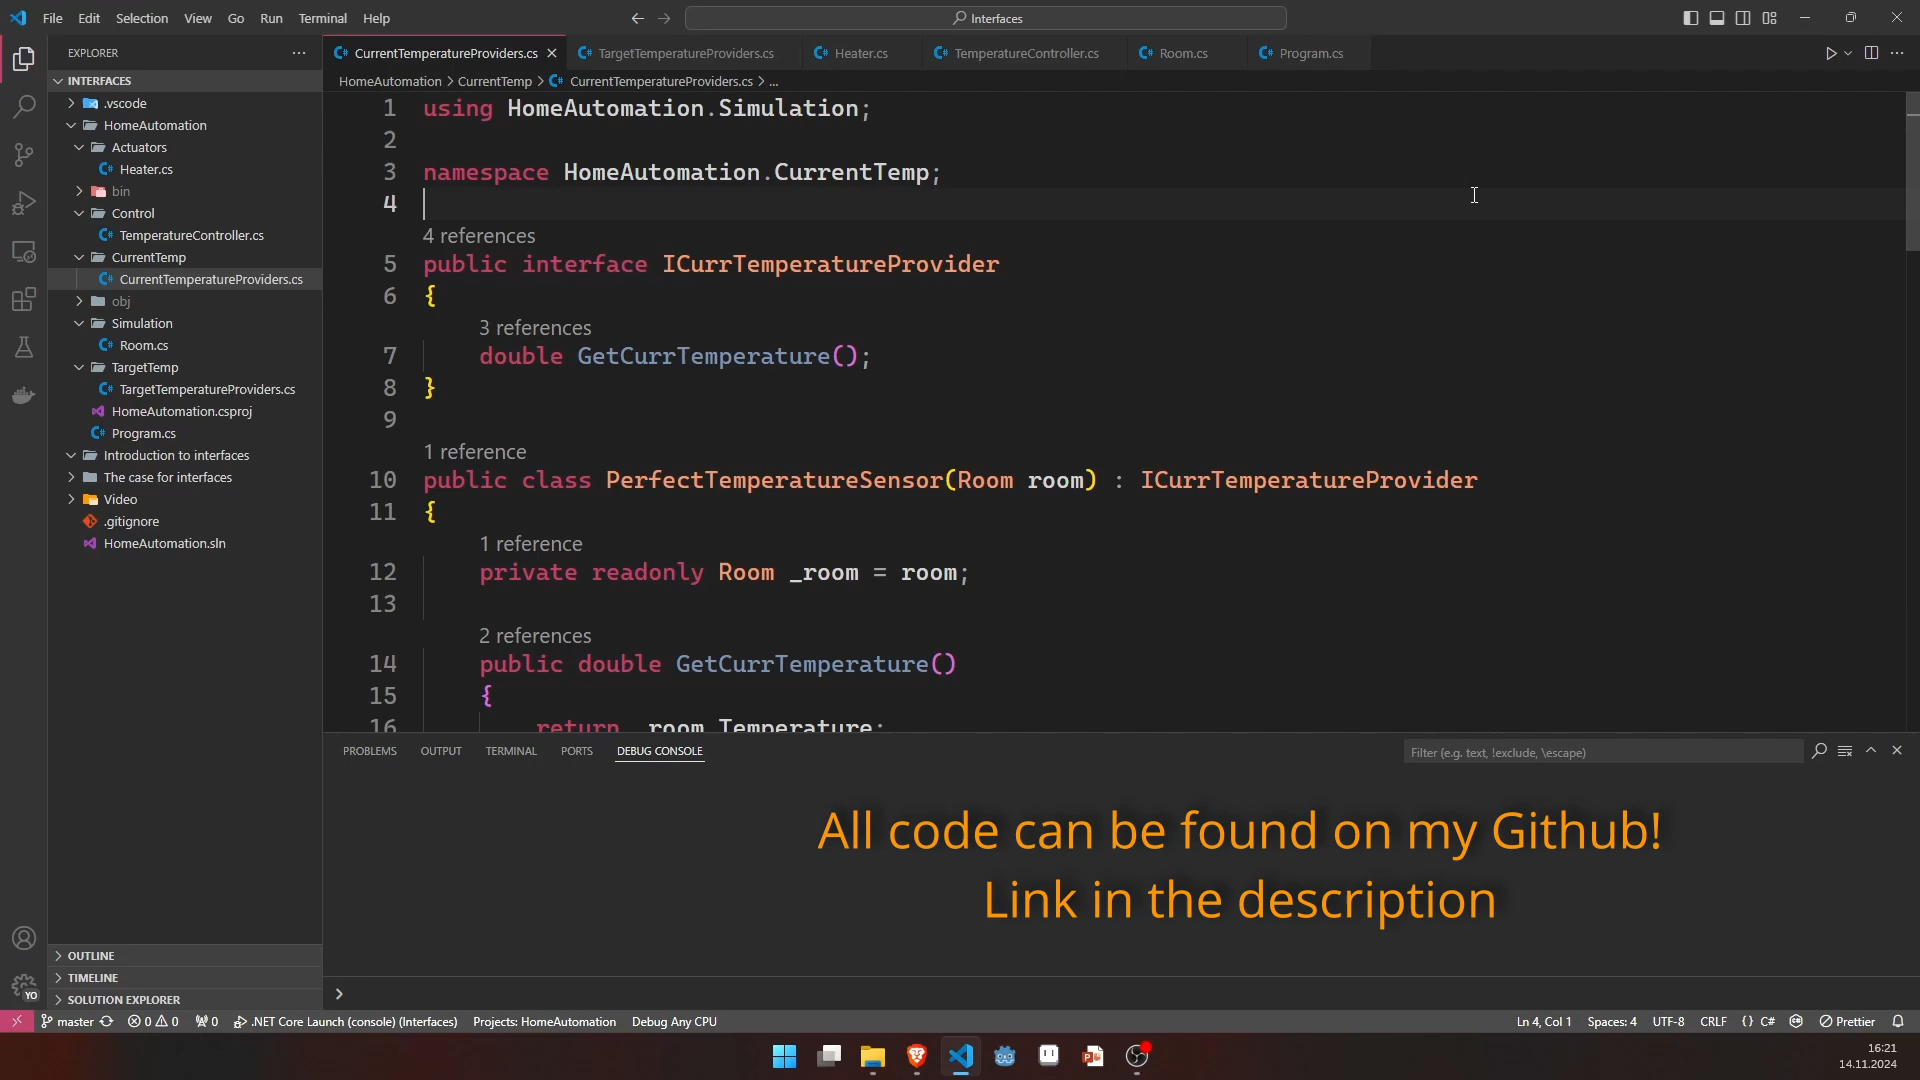 File Edit Selection View Go Run Terminal Help
Interfaces
EXPLORER
INTERFACES
.vscode
HomeAutomation
Actuators
Heater.cs
bin
Control
TemperatureController.cs
CurrentTemp
CurrentTemperatureProviders.cs
obj
Simulation
Room.cs
TargetTemp
TargetTemperatureProviders.cs
HomeAutomation.csproj
Program.cs
Introduction to interfaces
The case for interfaces
Video
.gitignore
HomeAutomation.sln
OUTLINE
TIMELINE
SOLUTION EXPLORER
CurrentTemperatureProviders.cs TargetTemperatureProviders.cs Heater.cs TemperatureController.cs Room.cs Program.cs
HomeAutomation > CurrentTemp > CurrentTemperatureProviders.cs > ...
1 using HomeAutomation.Simulation;
2
3 namespace HomeAutomation.CurrentTemp;
4
4 references
5 public interface ICurrTemperatureProvider
6 {
3 references
7 double GetCurrTemperature();
8 }
9
1 reference
10 public class PerfectTemperatureSensor(Room room) : ICurrTemperatureProvider
11 {
1 reference
12 private readonly Room _room = room;
13
2 references
14 public double GetCurrTemperature()
15 {
16 return _room.Temperature;
PROBLEMS OUTPUT TERMINAL PORTS DEBUG CONSOLE
Filter (e.g. text, !exclude, \escape)
All code can be found on my Github!
Link in the description
YO
master 0 0 0 .NET Core Launch (console) (Interfaces) Projects: HomeAutomation Debug Any CPU Ln 4, Col 1 Spaces: 4 UTF-8 CRLF {} C# Prettier
16:21
14.11.2024